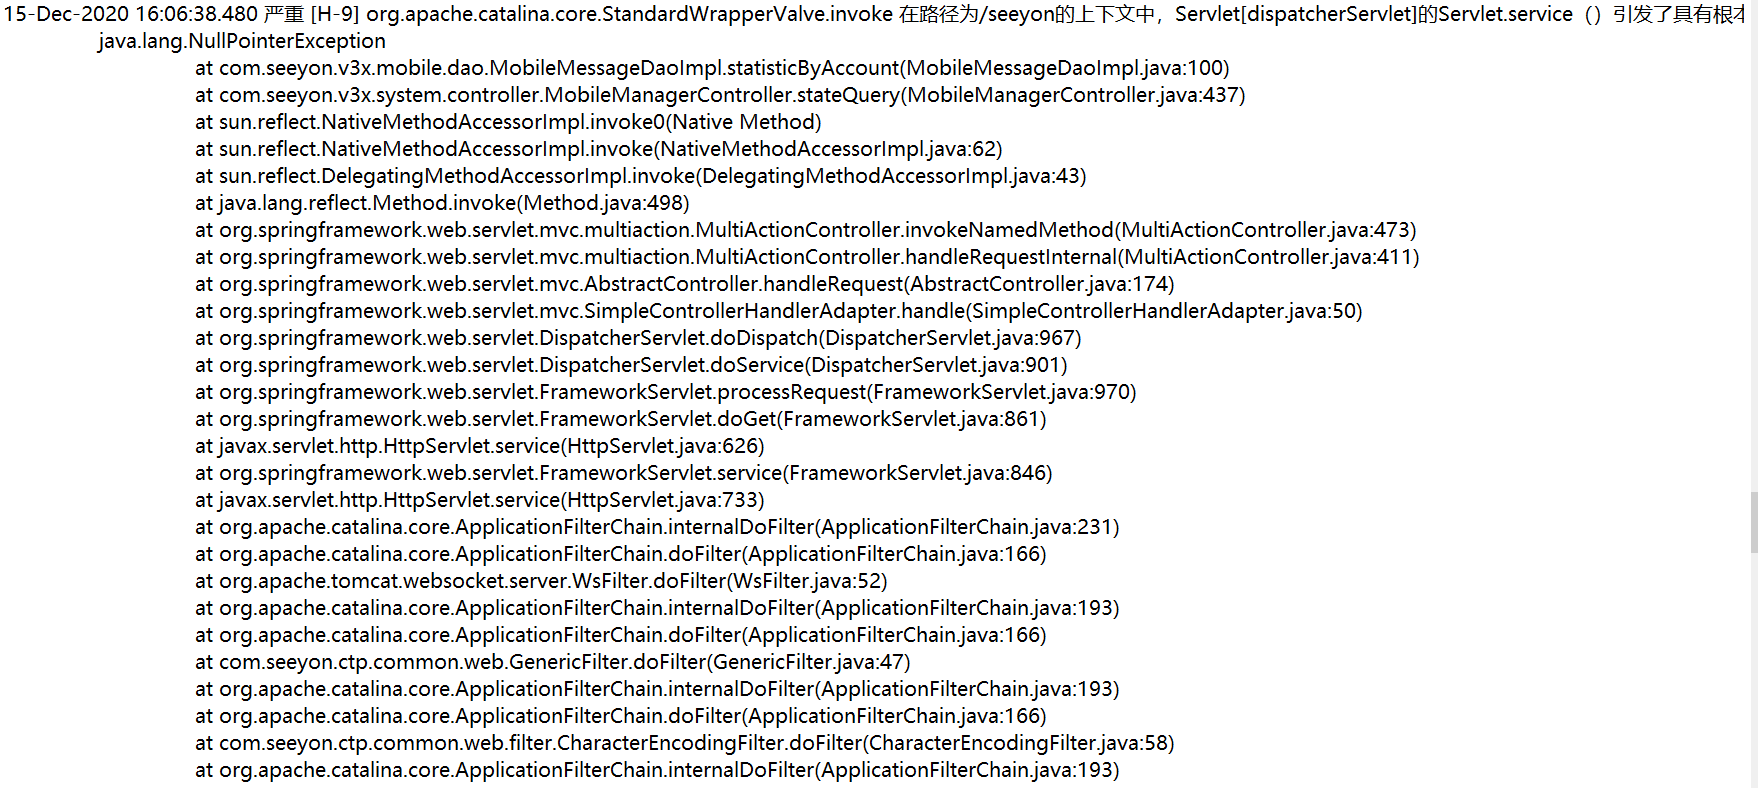 15-Dec-2020 16:06:38.480 严重 [H-9] org.apache.catalina.core.StandardWrapperValve.invoke 在路径为/seeyon的上下文中，Servlet[dispatcherServlet]的Servlet.service（）引发了具有根
java.lang.NullPointerException
at com.seeyon.v3x.mobile.dao.MobileMessageDaoImpl.statisticByAccount(MobileMessageDaoImpl.java:100)
at com.seeyon.v3x.system.controller.MobileManagerController.stateQuery(MobileManagerController.java:437)
at sun.reflect.NativeMethodAccessorImpl.invoke0(Native Method)
at sun.reflect.NativeMethodAccessorImpl.invoke(NativeMethodAccessorImpl.java:62)
at sun.reflect.DelegatingMethodAccessorImpl.invoke(DelegatingMethodAccessorImpl.java:43)
at java.lang.reflect.Method.invoke(Method.java:498)
at org.springframework.web.servlet.mvc.multiaction.MultiActionController.invokeNamedMethod(MultiActionController.java:473)
at org.springframework.web.servlet.mvc.multiaction.MultiActionController.handleRequestInternal(MultiActionController.java:411)
at org.springframework.web.servlet.mvc.AbstractController.handleRequest(AbstractController.java:174)
at org.springframework.web.servlet.mvc.SimpleControllerHandlerAdapter.handle(SimpleControllerHandlerAdapter.java:50)
at org.springframework.web.servlet.DispatcherServlet.doDispatch(DispatcherServlet.java:967)
at org.springframework.web.servlet.DispatcherServlet.doService(DispatcherServlet.java:901)
at org.springframework.web.servlet.FrameworkServlet.processRequest(FrameworkServlet.java:970)
at org.springframework.web.servlet.FrameworkServlet.doGet(FrameworkServlet.java:861)
at javax.servlet.http.HttpServlet.service(HttpServlet.java:626)
at org.springframework.web.servlet.FrameworkServlet.service(FrameworkServlet.java:846)
at javax.servlet.http.HttpServlet.service(HttpServlet.java:733)
at org.apache.catalina.core.ApplicationFilterChain.internalDoFilter(ApplicationFilterChain.java:231)
at org.apache.catalina.core.ApplicationFilterChain.doFilter(ApplicationFilterChain.java:166)
at org.apache.tomcat.websocket.server.WsFilter.doFilter(WsFilter.java:52)
at org.apache.catalina.core.ApplicationFilterChain.internalDoFilter(ApplicationFilterChain.java:193)
at org.apache.catalina.core.ApplicationFilterChain.doFilter(ApplicationFilterChain.java:166)
at com.seeyon.ctp.common.web.GenericFilter.doFilter(GenericFilter.java:47)
at org.apache.catalina.core.ApplicationFilterChain.internalDoFilter(ApplicationFilterChain.java:193)
at org.apache.catalina.core.ApplicationFilterChain.doFilter(ApplicationFilterChain.java:166)
at com.seeyon.ctp.common.web.filter.CharacterEncodingFilter.doFilter(CharacterEncodingFilter.java:58)
at org.apache.catalina.core.ApplicationFilterChain.internalDoFilter(ApplicationFilterChain.java:193)